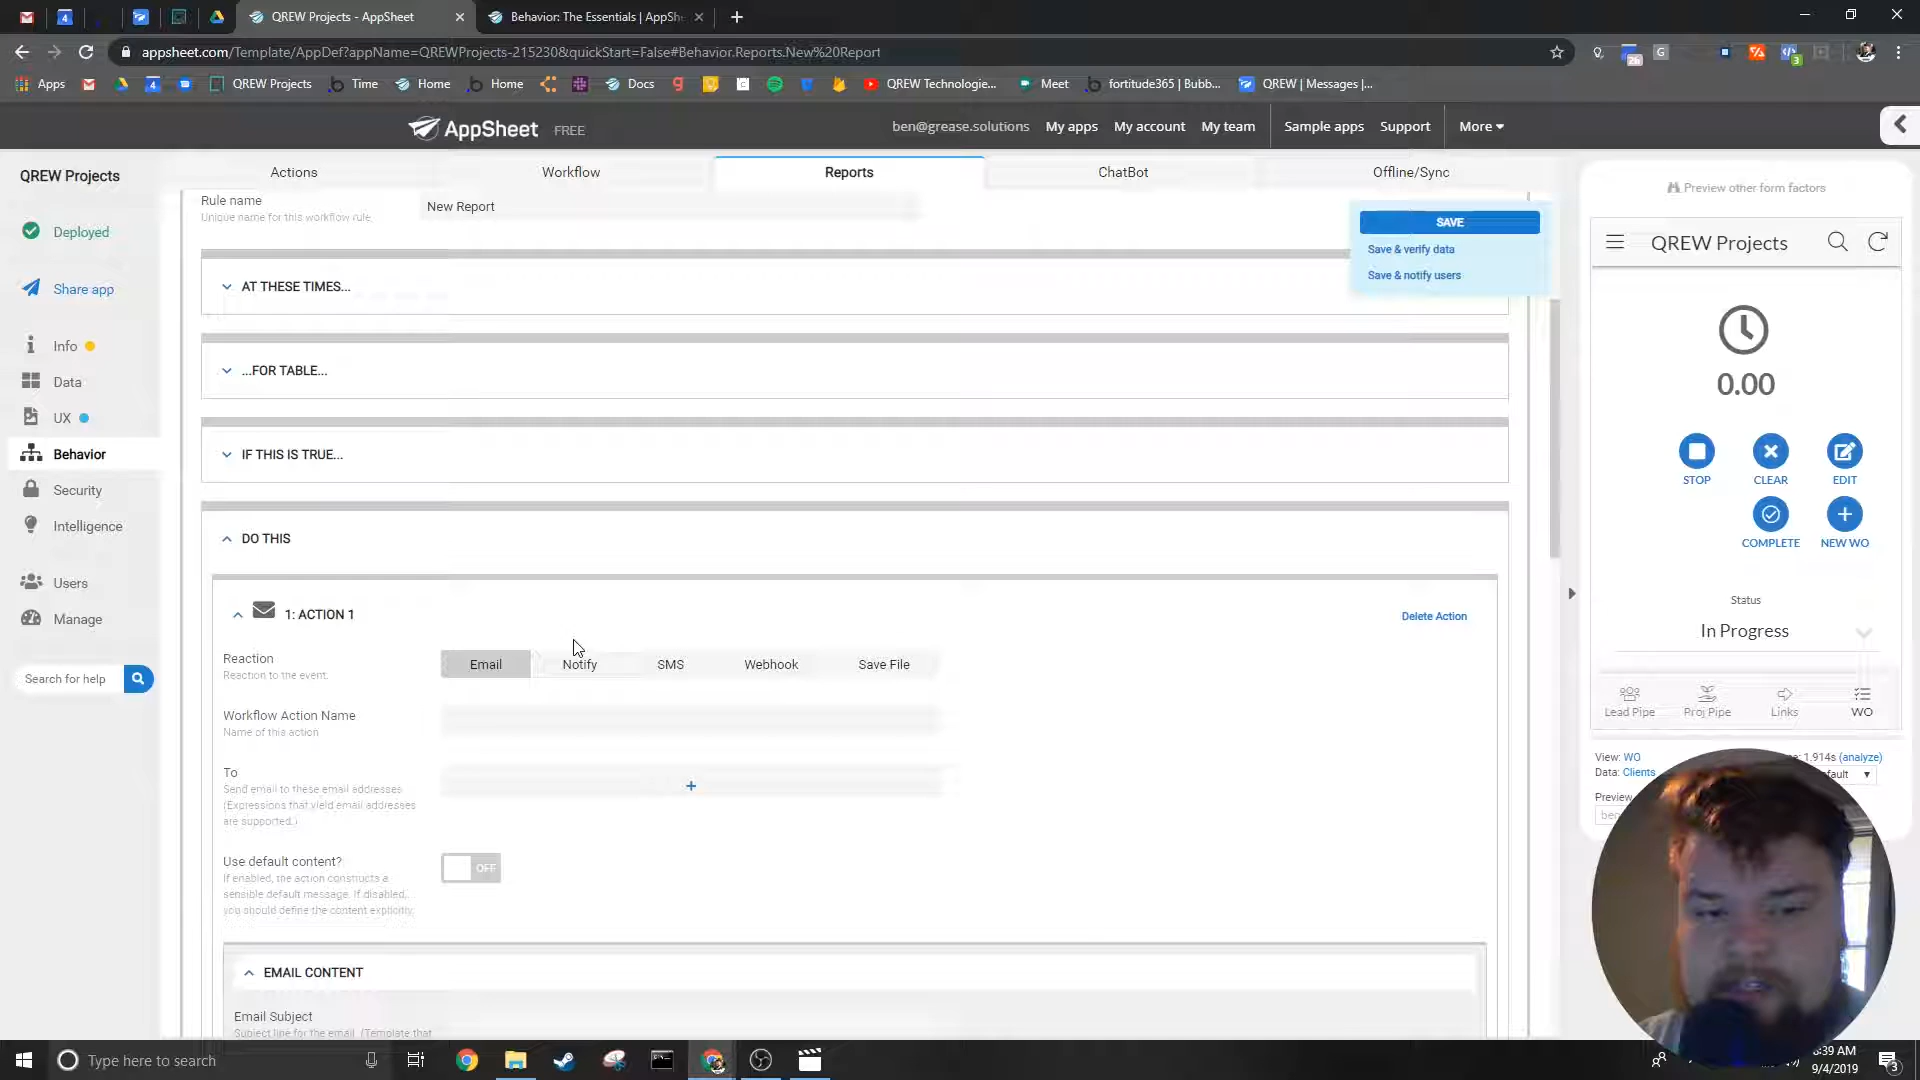 QREW Projects - AppSheet
Behavior: The Essentials | AppSh
appsheet.com/Template/AppDef?appName=QREWProjects-215230&quickStart=False#Behavior.Reports.New%20Report
Apps
QREW Projects
Time
Home
Home
Docs
QREW Technologie...
Meet
fortitude365 | Bubb...
QREW | Messages |...
AppSheet FREE
ben@grease.solutions
My apps
My account
My team
Sample apps
Support
More
QREW Projects
Deployed
Share app
Info
Data
UX
Behavior
Security
Intelligence
Users
Manage
Search for help
Actions
Workflow
Reports
ChatBot
Offline/Sync
Rule name
Unique name for this workflow rule
New Report
SAVE
Save & verify data
Save & notify users
AT THESE TIMES...
...FOR TABLE...
IF THIS IS TRUE...
DO THIS
1: ACTION 1
Delete Action
Reaction
Reaction to the event.
Email
Notify
SMS
Webhook
Save File
Workflow Action Name
Name of this action
To
Send email to these email addresses.
(Expressions that yield email addresses
are supported.)
Use default content?
If enabled, the action constructs a
sensible default message. If disabled,
you should define the content explicitly.
OFF
EMAIL CONTENT
Email Subject
Subject line for the email. (Template that
Preview other form factors
QREW Projects
0.00
STOP
CLEAR
EDIT
COMPLETE
NEW WO
Status
In Progress
Lead Pipe
Proj Pipe
Links
WO
View: WO
1.914s (analyze)
Data: Clients
Preview
Type here to search
8:39 AM
9/4/2019